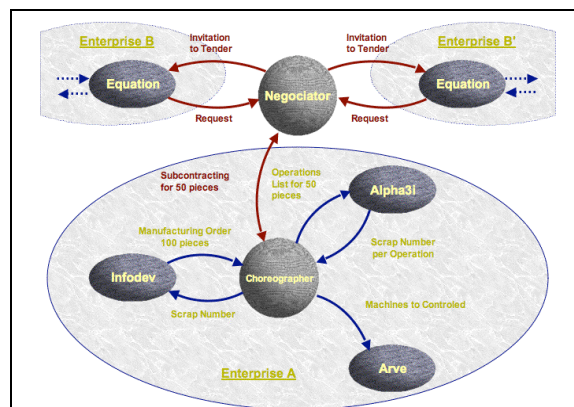 Enterprise B
Invitation
to Tender
Invitation
to Tender
Enterprise B'
Equation
Negociator
Equation
Request
Request
Subcontracting
for 50 pieces
Operations
List for 50
pieces
Alpha3i
Manufacturing Order
100 pieces
Scrap Number
per Operation
Infodev
Choreographer
Scrap Number
Machines to Controled
Enterprise A
Arve